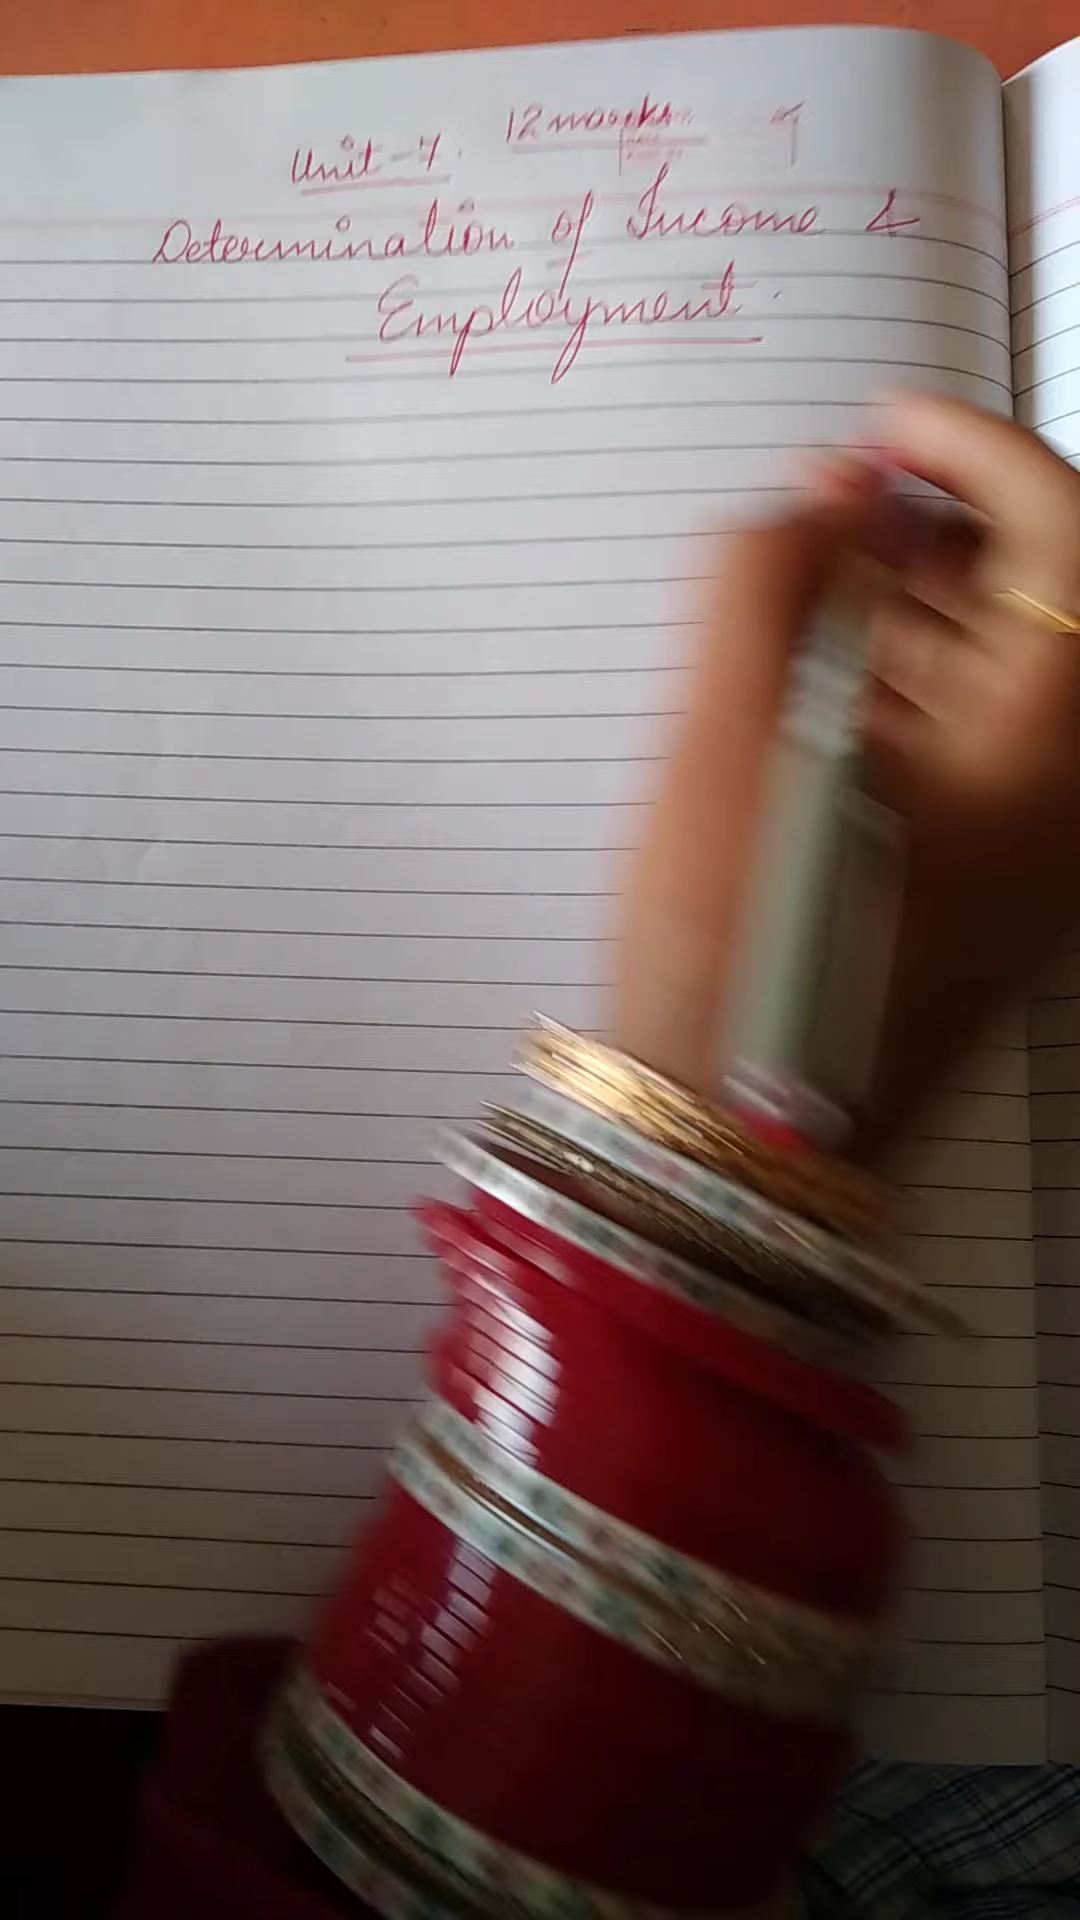 12 marks.
Unit-7.
Determination of Income &
Employment.